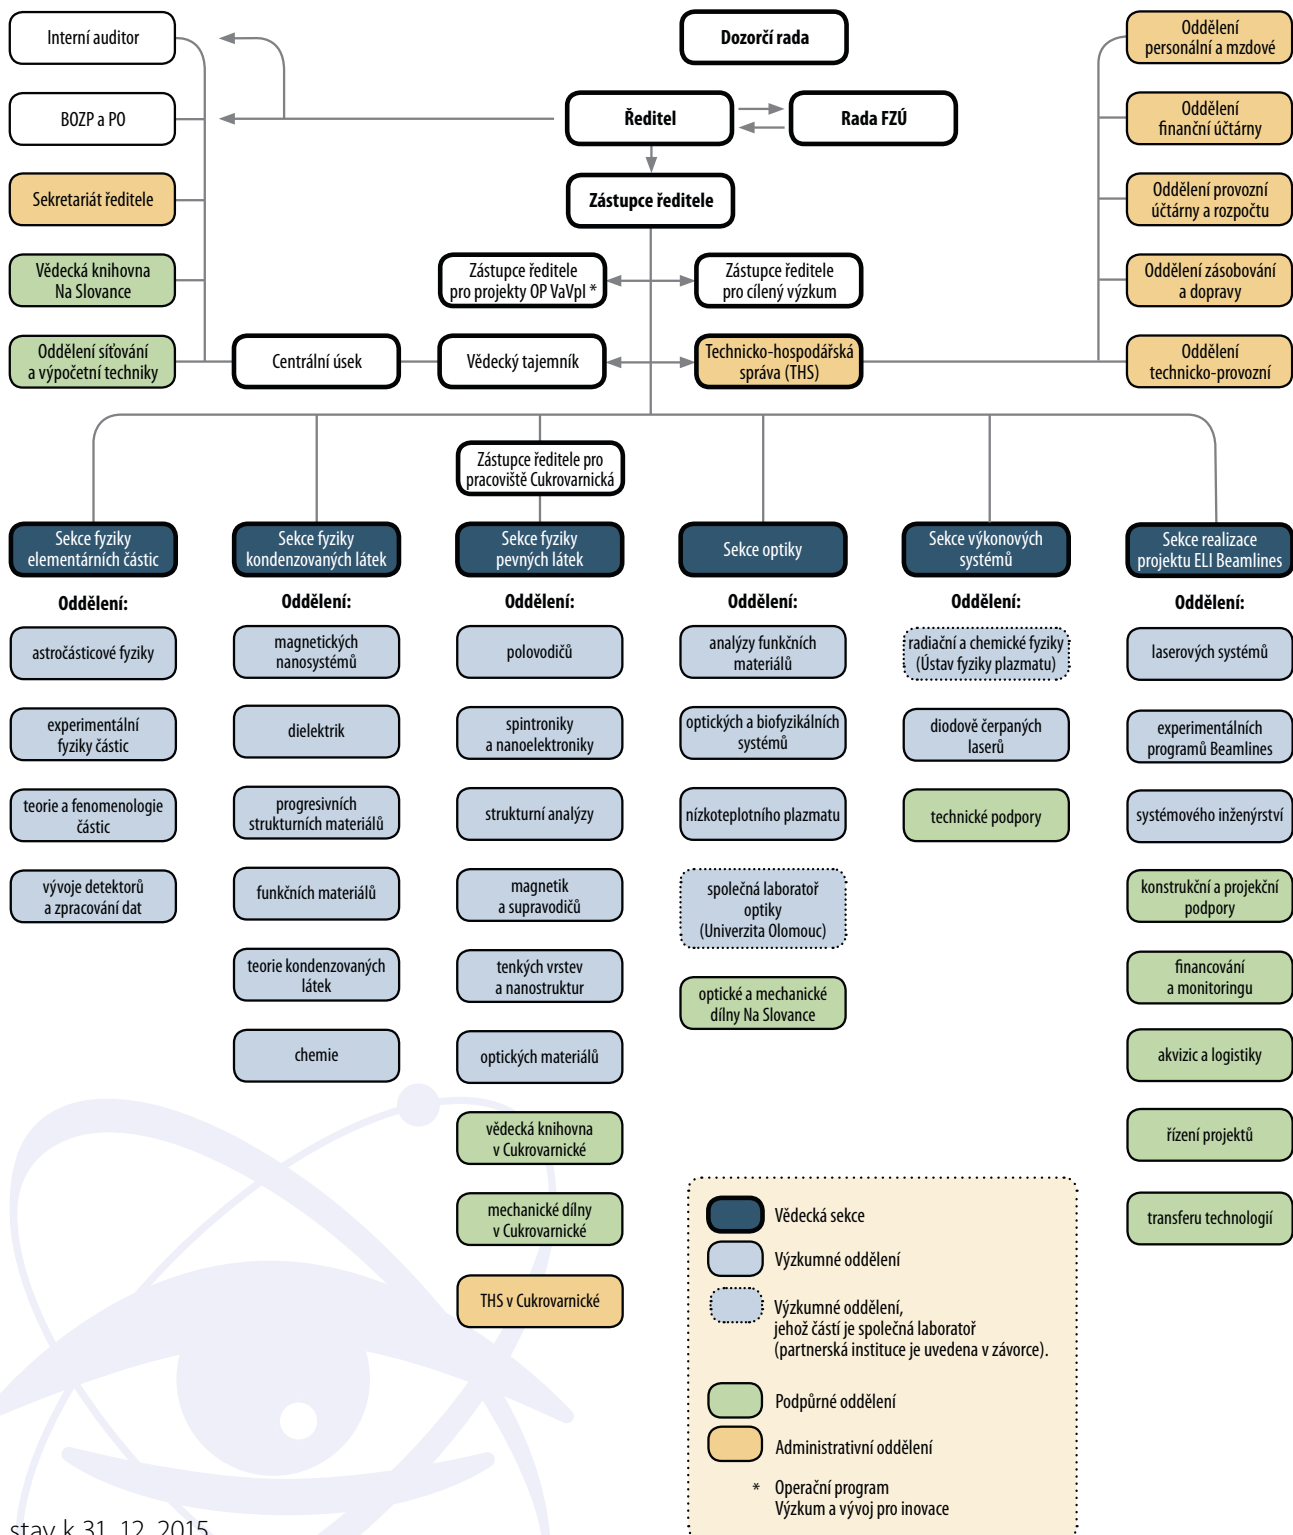 Interní auditor
BOZP a PO
Sekretariát ředitele
Vědecká knihovna
Na Slovance
Oddělení síťování
a výpočetní techniky
Dozorčí rada
Ředitel
Rada FZÚ
Zástupce ředitele
Zástupce ředitele
pro projekty OP VaVpI *
Zástupce ředitele
pro cílený výzkum
Centrální úsek
Vědecký tajemník
Technicko-hospodářská
správa (THS)
Oddělení
personální a mzdové
Oddělení
finanční účtárny
Oddělení provozní
účtárny a rozpočtu
Oddělení zásobování
a dopravy
Oddělení
technicko-provozní
Zástupce ředitele pro
pracoviště Cukrovarnická
Sekce fyziky
elementárních částic
Oddělení:
astročásticové fyziky
experimentální
fyziky částic
teorie a fenomenologie
částic
vývoje detektorů
a zpracování dat
Sekce fyziky
kondenzovaných látek
Oddělení:
magnetických
nanosystémů
dielektrik
progresivních
strukturních materiálů
funkčních materiálů
teorie kondenzovaných
látek
chemie
Sekce fyziky
pevných látek
Oddělení:
polovodičů
spintroniky
a nanoelektroniky
strukturní analýzy
magnetik
a supravodičů
tenkých vrstev
a nanostruktur
optických materiálů
vědecká knihovna
v Cukrovarnické
mechanické dílny
v Cukrovarnické
THS v Cukrovarnické
Sekce optiky
Oddělení:
analýzy funkčních
materiálů
optických a biofyzikálních
systémů
nízkoteplotního plazmatu
společná laboratoř
optiky
(Univerzita Olomouc)
optické a mechanické
dílny Na Slovance
Sekce výkonových
systémů
Oddělení:
radiační a chemické fyziky
(Ústav fyziky plazmatu)
diodově čerpaných
laserů
technické podpory
Sekce realizace
projektu ELI Beamlines
Oddělení:
laserových systémů
experimentálních
programů Beamlines
systémového inženýrství
konstrukční a projekční
podpory
financování
a monitoringu
akvizic a logistiky
řízení projektů
transferu technologií
Vědecká sekce
Výzkumné oddělení
Výzkumné oddělení,
jehož částí je společná laboratoř
(partnerská instituce je uvedena v závorce).
Podpůrné oddělení
Administrativní oddělení
* Operační program
Výzkum a vývoj pro inovace
stav k 31. 12. 2015